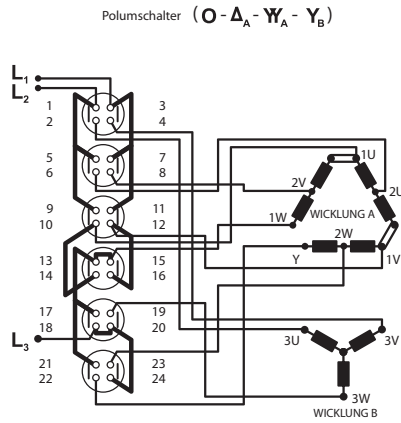 Polumschalter (O - Δ_A - YY_A - Y_B)
L1
L2
1 3
2 4
5 7
6 8
9 11
10 12
13 15
14 16
17 19
18 20
L3
21 23
22 24
1U
2V
2U
1W
WICKLUNG A
2W
Y
1V
3U
3V
3W
WICKLUNG B